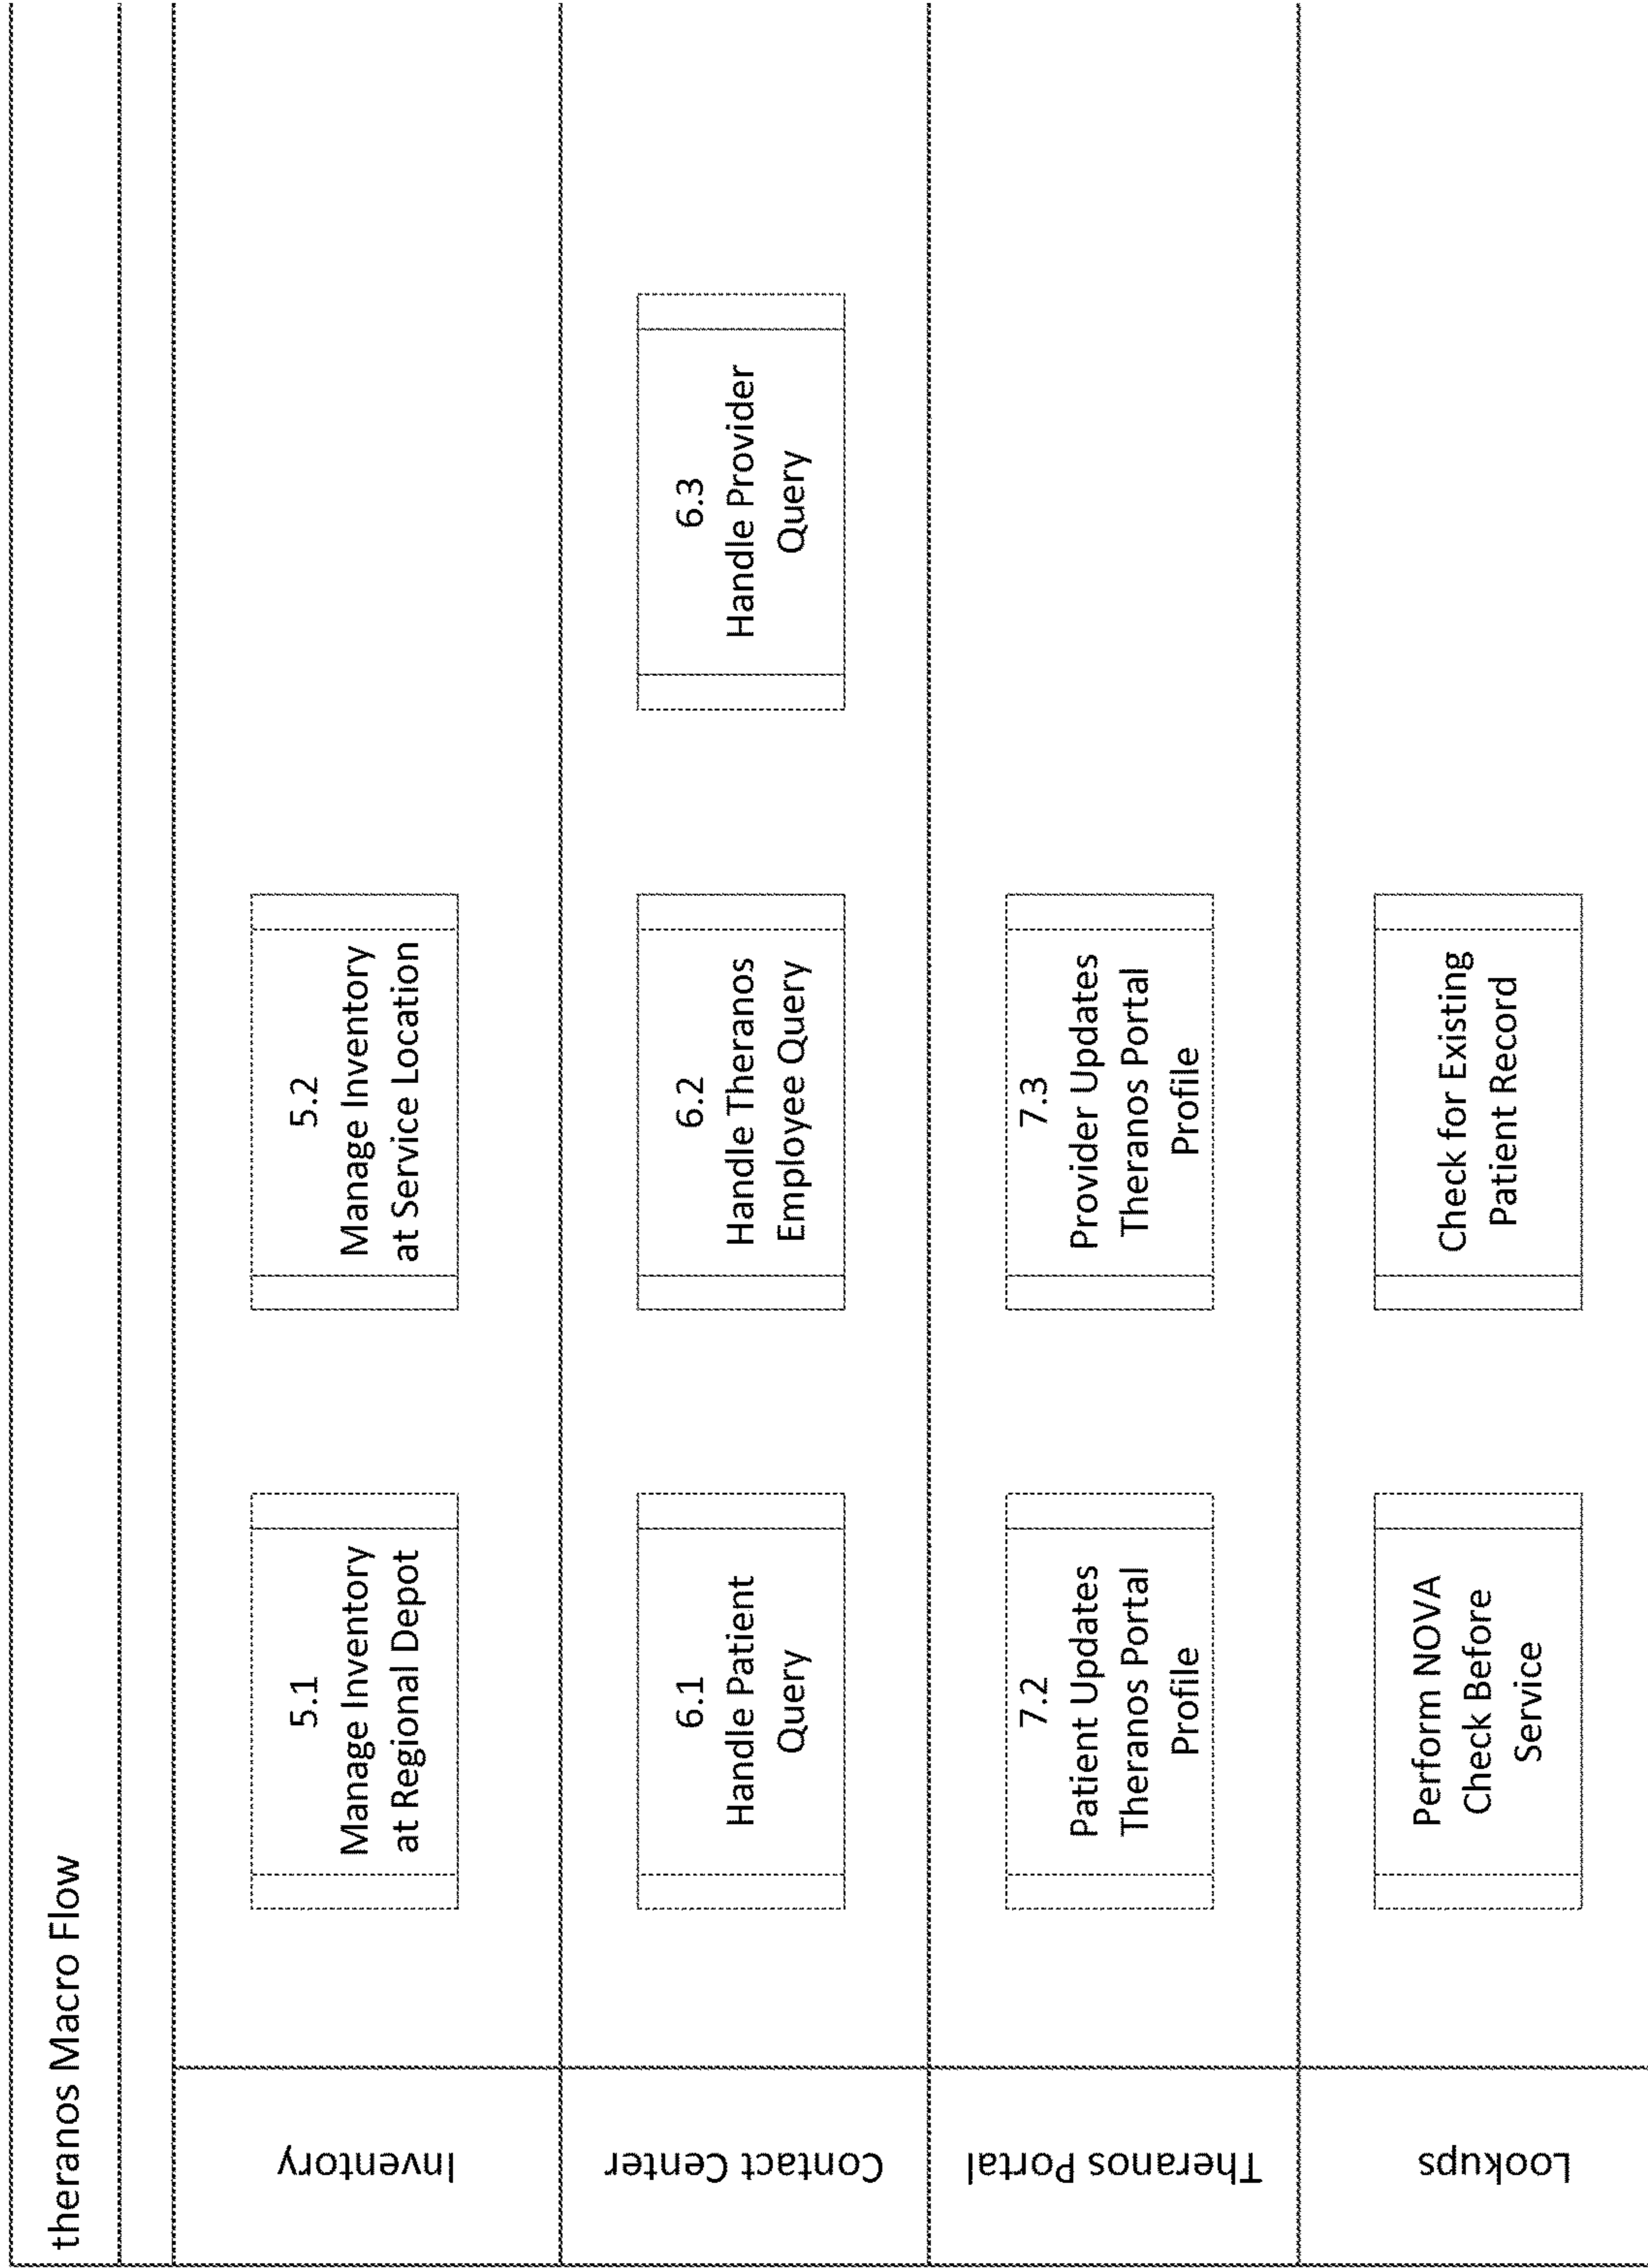 theranos Macro Flow
Inventory
5.1
Manage Inventory
at Regional Depot
5.2
Manage Inventory
at Service Location
Contact Center
6.1
Handle Patient
Query
6.2
Handle Theranos
Employee Query
6.3
Handle Provider
Query
Theranos Portal
7.2
Patient Updates
Theranos Portal
Profile
7.3
Provider Updates
Theranos Portal
Profile
Lookups
Perform NOVA
Check Before
Service
Check for Existing
Patient Record